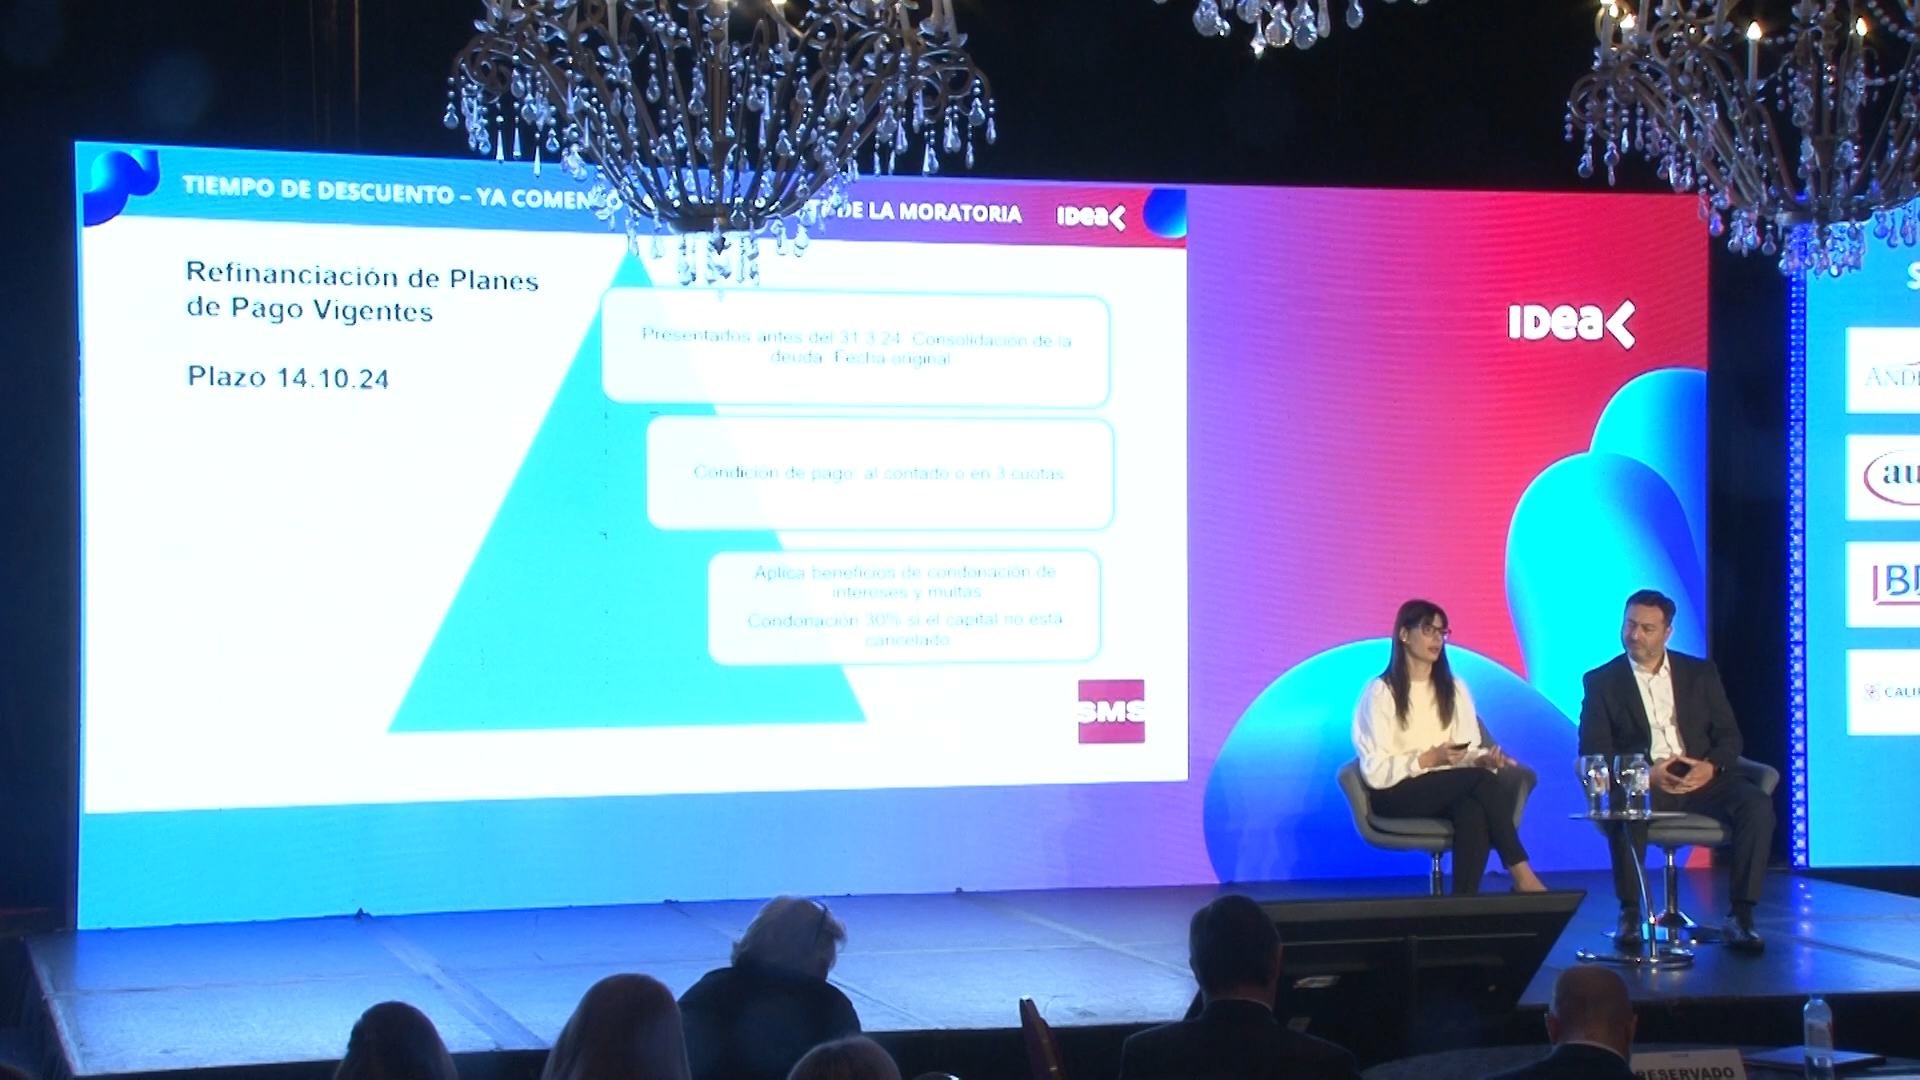 TIEMPO DE DESCUENTO – YA COMENZÓ
DE LA MORATORIA
IDea
Refinanciación de Planes
de Pago Vigentes
Plazo 14.10.24
Presentados antes del 31.3.24. Consolidación de la
deuda: Fecha original
Condición de pago: al contado o en 3 cuotas
Aplica beneficios de condonación de
intereses y multas
Condonación 30% si el capital no está
cancelado
SMS
IDea
RESERVADO